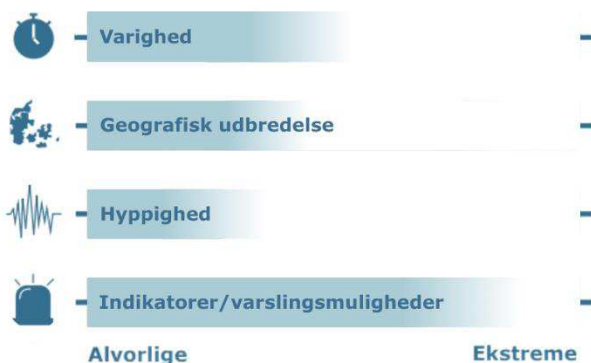 Varighed
Geografisk udbredelse
Hyppighed
Indikatorer/varslingsmuligheder
Alvorlige Ekstreme